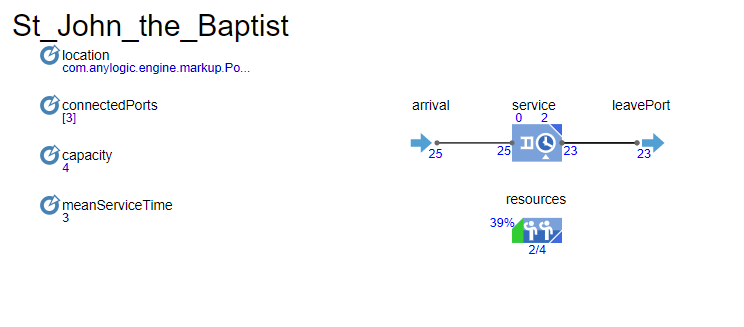 St_John_the_Baptist
location
com.anylogic.engine.markup.Po...
connectedPorts
[3]
capacity
4
meanServiceTime
3
arrival
service
leavePort
0 2
25
25
23
23
resources
39%
2/4